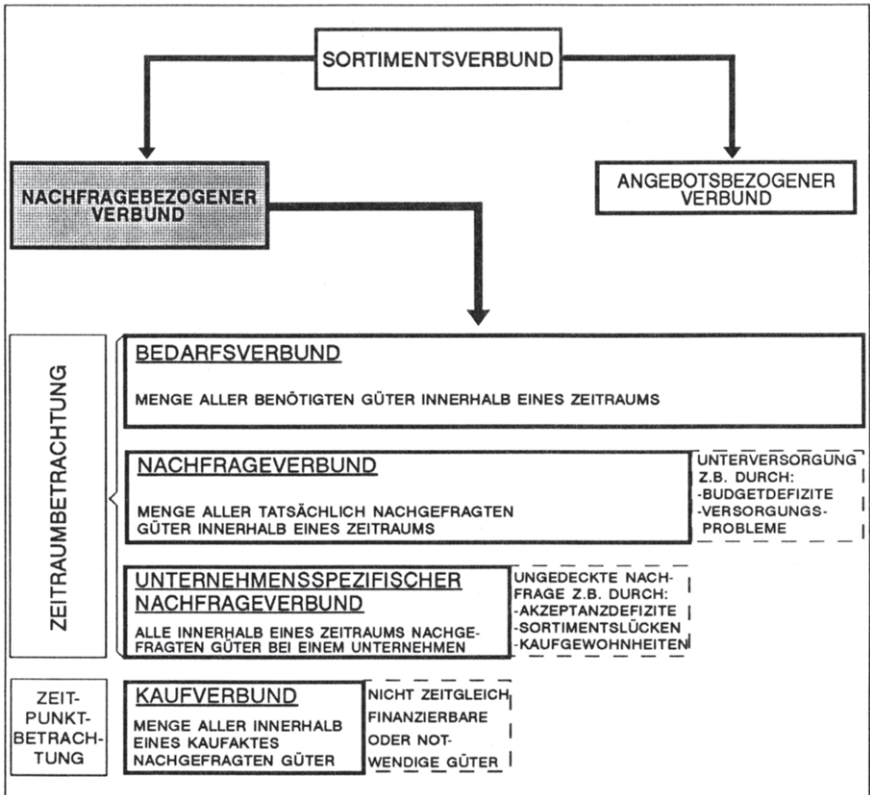 SORTIMENTSVERBUND
NACHFRAGEBEZOGENER
VERBUND
ANGEBOTSBEZOGENER
VERBUND
ZEITRAUMBETRACHTUNG
BEDARFSVERBUND
MENGE ALLER BENÖTIGTEN GÜTER INNERHALB EINES ZEITRAUMS
NACHFRAGEVERBUND
MENGE ALLER TATSÄCHLICH NACHGEFRAGTEN
GÜTER INNERHALB EINES ZEITRAUMS
UNTERVERSORGUNG
Z.B. DURCH:
-BUDGETDEFIZITE
-VERSORGUNGS-
PROBLEME
UNTERNEHMENSSPEZIFISCHER
NACHFRAGEVERBUND
ALLE INNERHALB EINES ZEITRAUMS NACHGE-
FRAGTEN GÜTER BEI EINEM UNTERNEHMEN
UNGEDECKTE NACH-
FRAGE Z.B. DURCH:
-AKZEPTANZDEFIZITE
-SORTIMENTSLÜCKEN
-KAUFGEWOHNHEITEN
ZEIT-
PUNKT-
BETRACH-
TUNG
KAUFVERBUND
MENGE ALLER INNERHALB
EINES KAUFAKTES
NACHGEFRAGTEN GÜTER
NICHT ZEITGLEICH
FINANZIERBARE
ODER NOT-
WENDIGE GÜTER